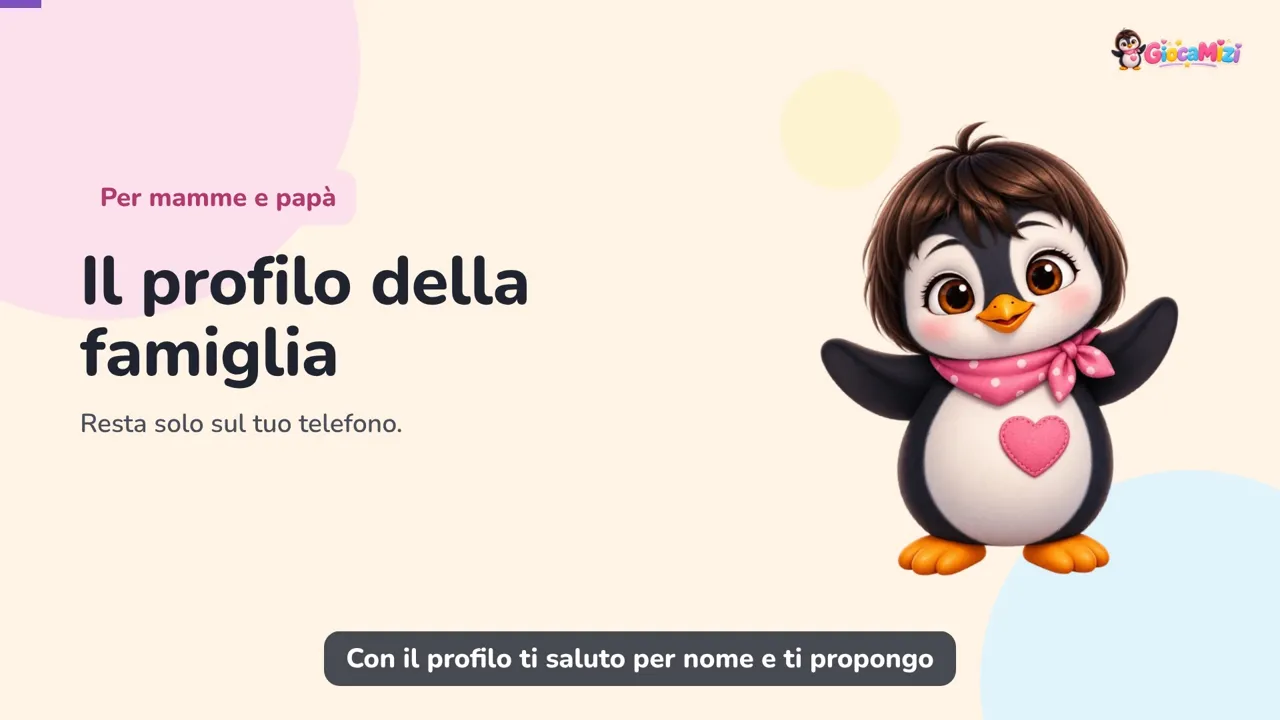 GiocaMizi
Per mamme e papà
Il profilo della
famiglia
Resta solo sul tuo telefono.
Con il profilo ti saluto per nome e ti propongo